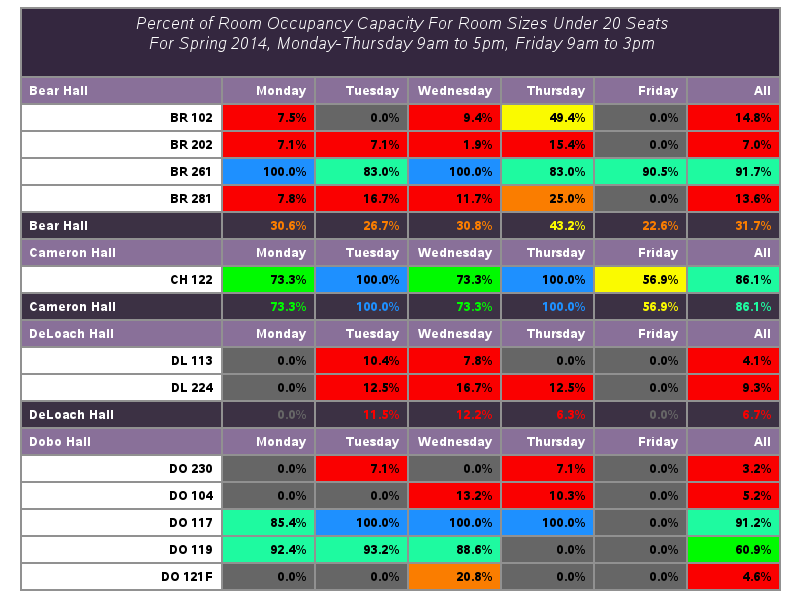 Percent of Room Occupancy Capacity For Room Sizes Under 20 Seats
For Spring 2014, Monday-Thursday 9am to 5pm, Friday 9am to 3pm
Bear Hall Monday Tuesday Wednesday Thursday Friday All
BR 102 7.5% 0.0% 9.4% 49.4% 0.0% 14.8%
BR 202 7.1% 7.1% 1.9% 15.4% 0.0% 7.0%
BR 261 100.0% 83.0% 100.0% 83.0% 90.5% 91.7%
BR 281 7.8% 16.7% 11.7% 25.0% 0.0% 13.6%
Bear Hall 30.6% 26.7% 30.8% 43.2% 22.6% 31.7%
Cameron Hall Monday Tuesday Wednesday Thursday Friday All
CH 122 73.3% 100.0% 73.3% 100.0% 56.9% 86.1%
Cameron Hall 73.3% 100.0% 73.3% 100.0% 56.9% 86.1%
DeLoach Hall Monday Tuesday Wednesday Thursday Friday All
DL 113 0.0% 10.4% 7.8% 0.0% 0.0% 4.1%
DL 224 0.0% 12.5% 16.7% 12.5% 0.0% 9.3%
DeLoach Hall 0.0% 11.5% 12.2% 6.3% 0.0% 6.7%
Dobo Hall Monday Tuesday Wednesday Thursday Friday All
DO 230 0.0% 7.1% 0.0% 7.1% 0.0% 3.2%
DO 104 0.0% 0.0% 13.2% 10.3% 0.0% 5.2%
DO 117 85.4% 100.0% 100.0% 100.0% 0.0% 91.2%
DO 119 92.4% 93.2% 88.6% 0.0% 0.0% 60.9%
DO 121F 0.0% 0.0% 20.8% 0.0% 0.0% 4.6%